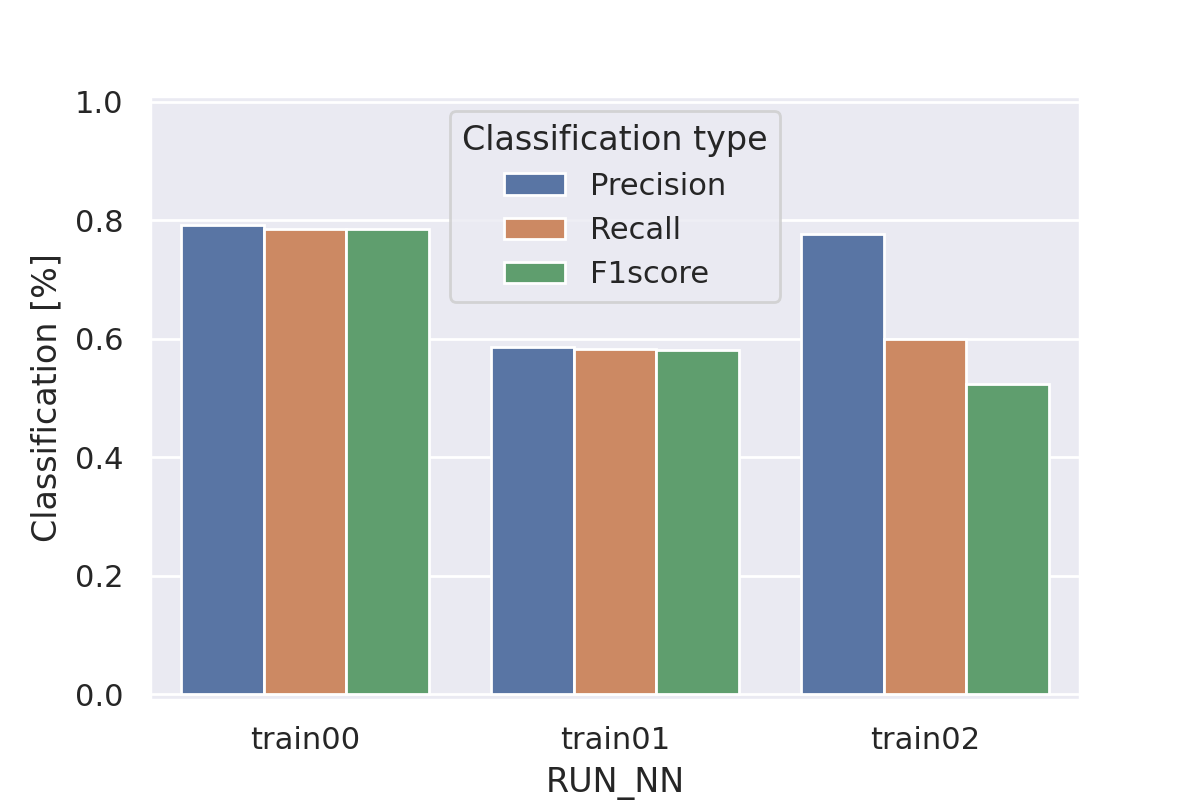 Classification [%]
1.0
0.8
0.6
0.4
0.2
0.0
Classification type
Precision
Recall
F1score
train00
train01
train02
RUN_NN